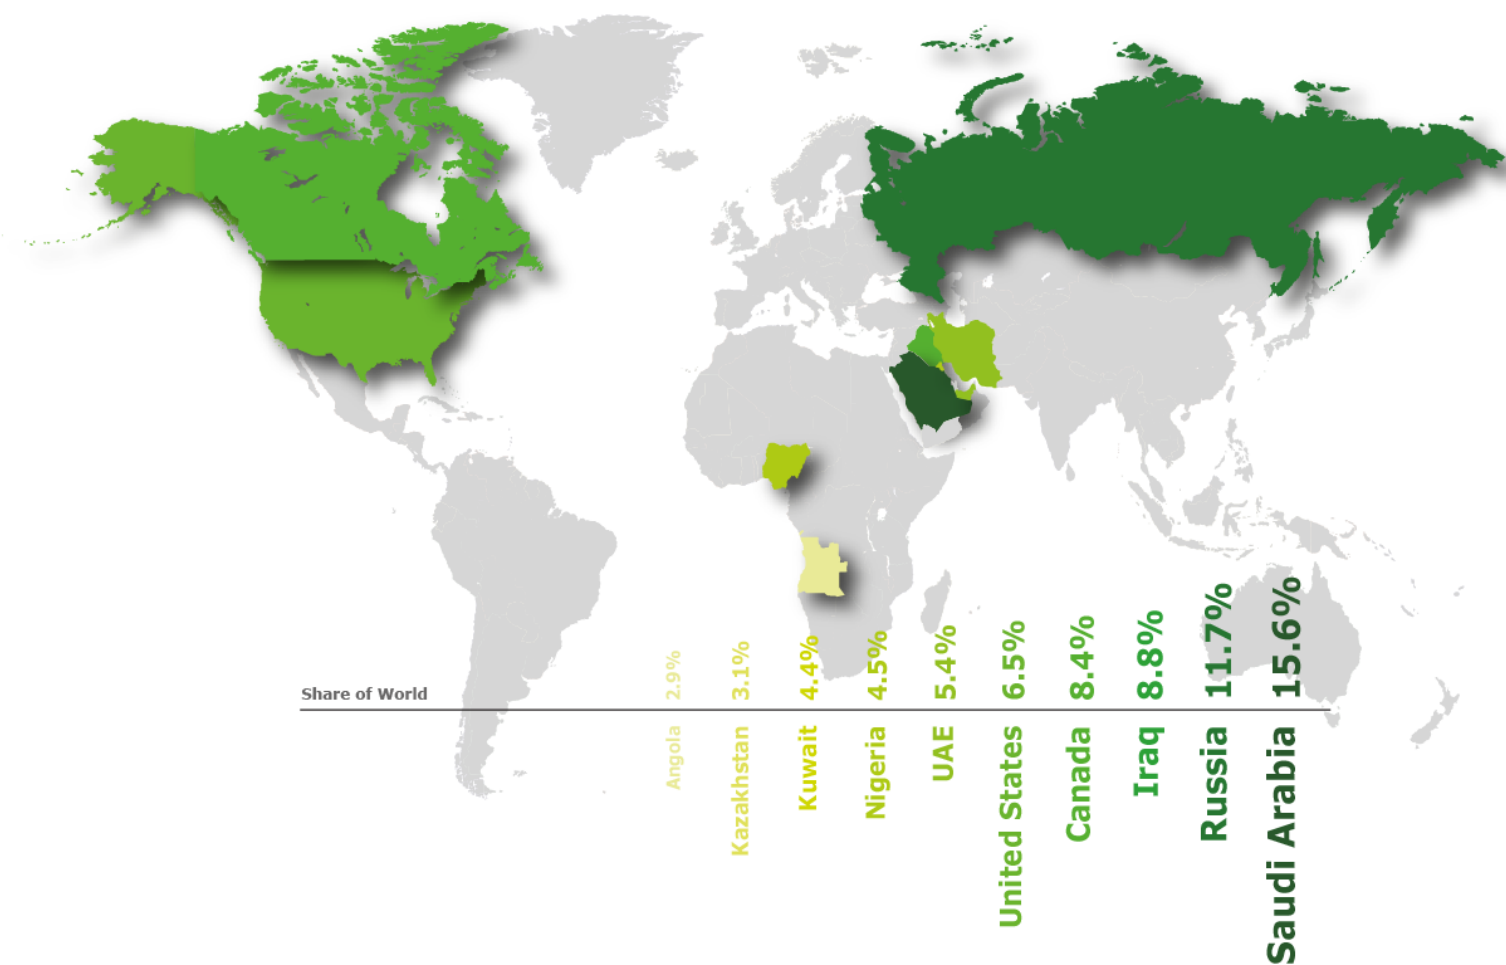 Share of World
2.9%
3.1%
4.4%
4.5%
5.4%
6.5%
8.4%
8.8%
11.7%
15.6%
Angola
Kazakhstan
Kuwait
Nigeria
UAE
United States
Canada
Iraq
Russia
Saudi Arabia